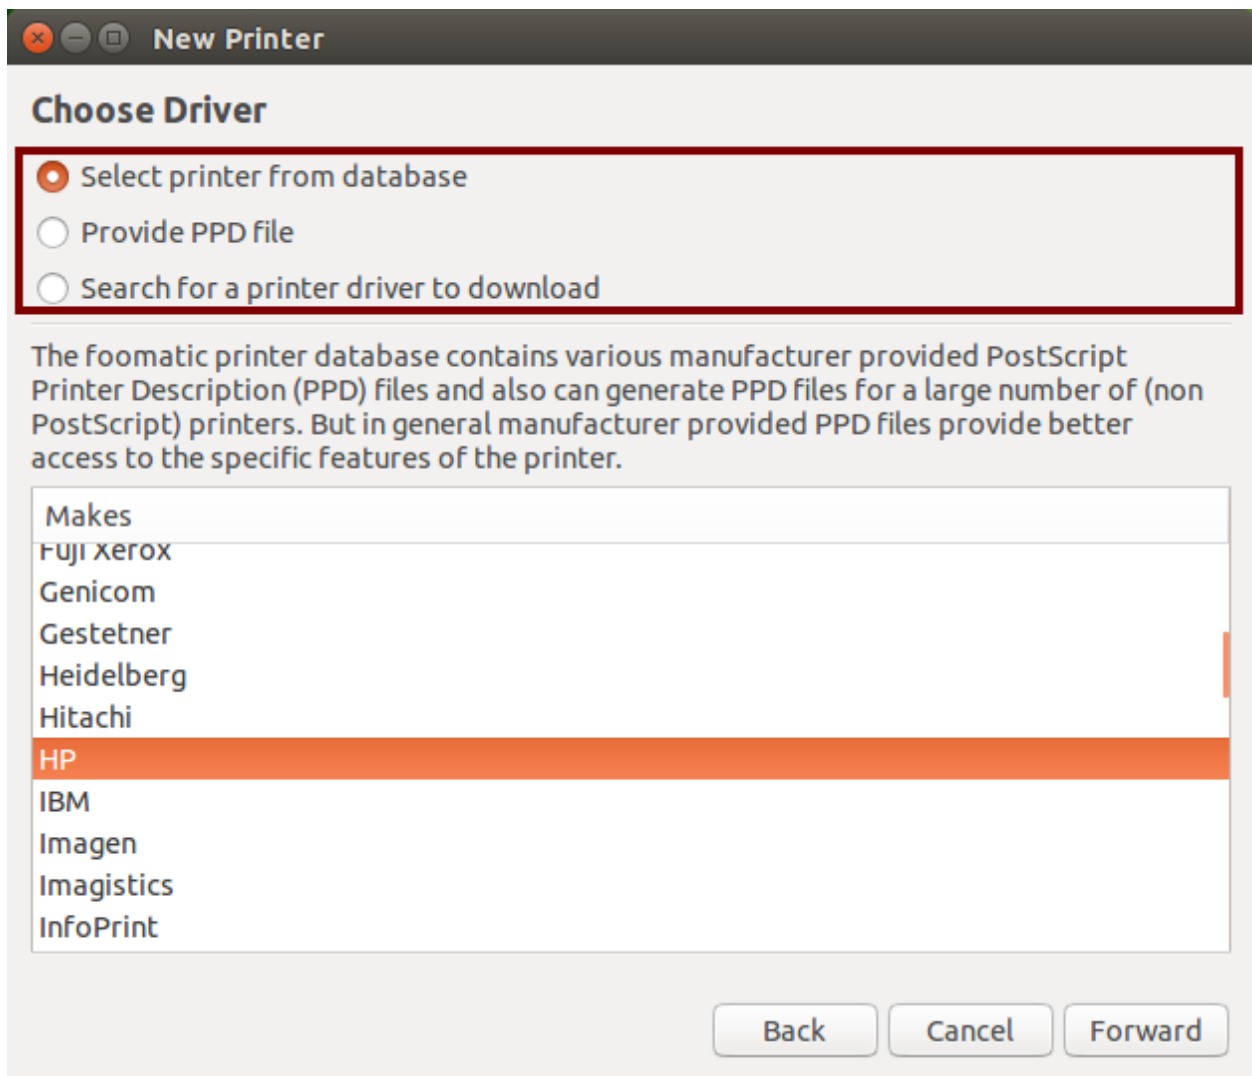 New Printer
Choose Driver
Select printer from database
Provide PPD file
Search for a printer driver to download
The foomatic printer database contains various manufacturer provided PostScript
Printer Description (PPD) files and also can generate PPD files for a large number of (non
PostScript) printers. But in general manufacturer provided PPD files provide better
access to the specific features of the printer.
Makes
Fuji Xerox
Genicom
Gestetner
Heidelberg
Hitachi
HP
IBM
Imagen
Imagistics
InfoPrint
Back Cancel Forward